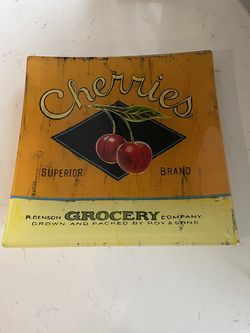 Cherries
SUPERIOR BRAND
R. BENSON GROCERY COMPANY
GROWN AND PACKED BY ROY & SONS